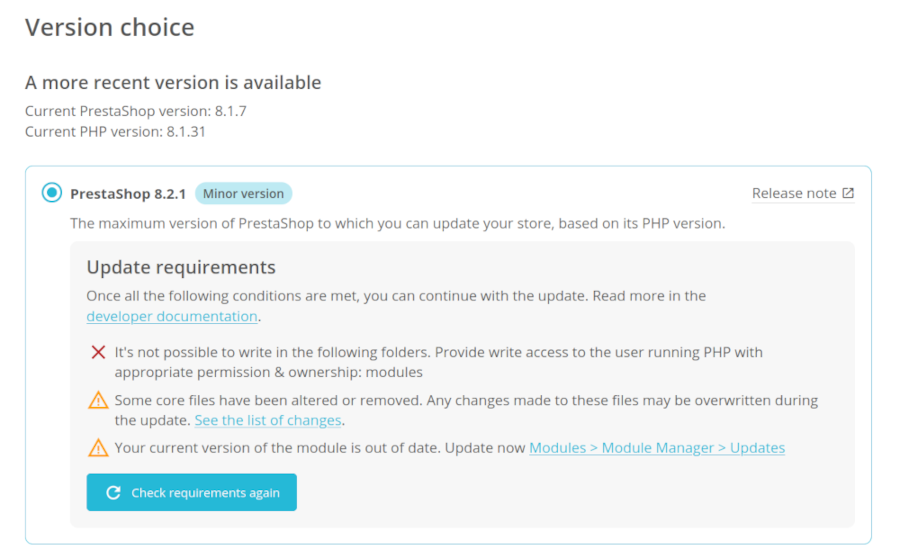 Version choice
A more recent version is available
Current PrestaShop version: 8.1.7
Current PHP version: 8.1.31
PrestaShop 8.2.1 Minor version Release note
The maximum version of PrestaShop to which you can update your store, based on its PHP version.
Update requirements
Once all the following conditions are met, you can continue with the update. Read more in the
developer documentation.
It's not possible to write in the following folders. Provide write access to the user running PHP with
appropriate permission & ownership: modules
Some core files have been altered or removed. Any changes made to these files may be overwritten during
the update. See the list of changes.
Your current version of the module is out of date. Update now Modules > Module Manager > Updates
Check requirements again